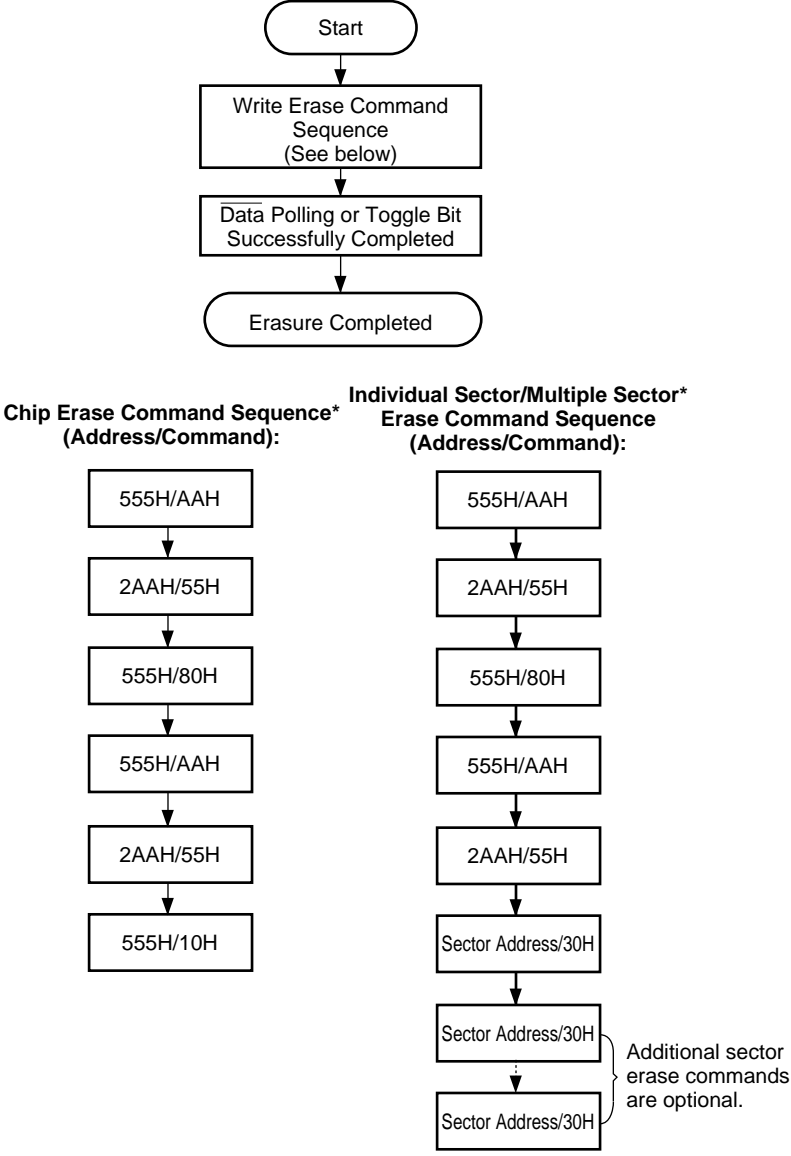 Start
Write Erase Command
Sequence
(See below)
Data Polling or Toggle Bit
Successfully Completed
Erasure Completed
Chip Erase Command Sequence*
(Address/Command):
555H/AAH
2AAH/55H
555H/80H
555H/AAH
2AAH/55H
555H/10H
Individual Sector/Multiple Sector*
Erase Command Sequence
(Address/Command):
555H/AAH
2AAH/55H
555H/80H
555H/AAH
2AAH/55H
Sector Address/30H
Sector Address/30H
Sector Address/30H
Additional sector
erase commands
are optional.